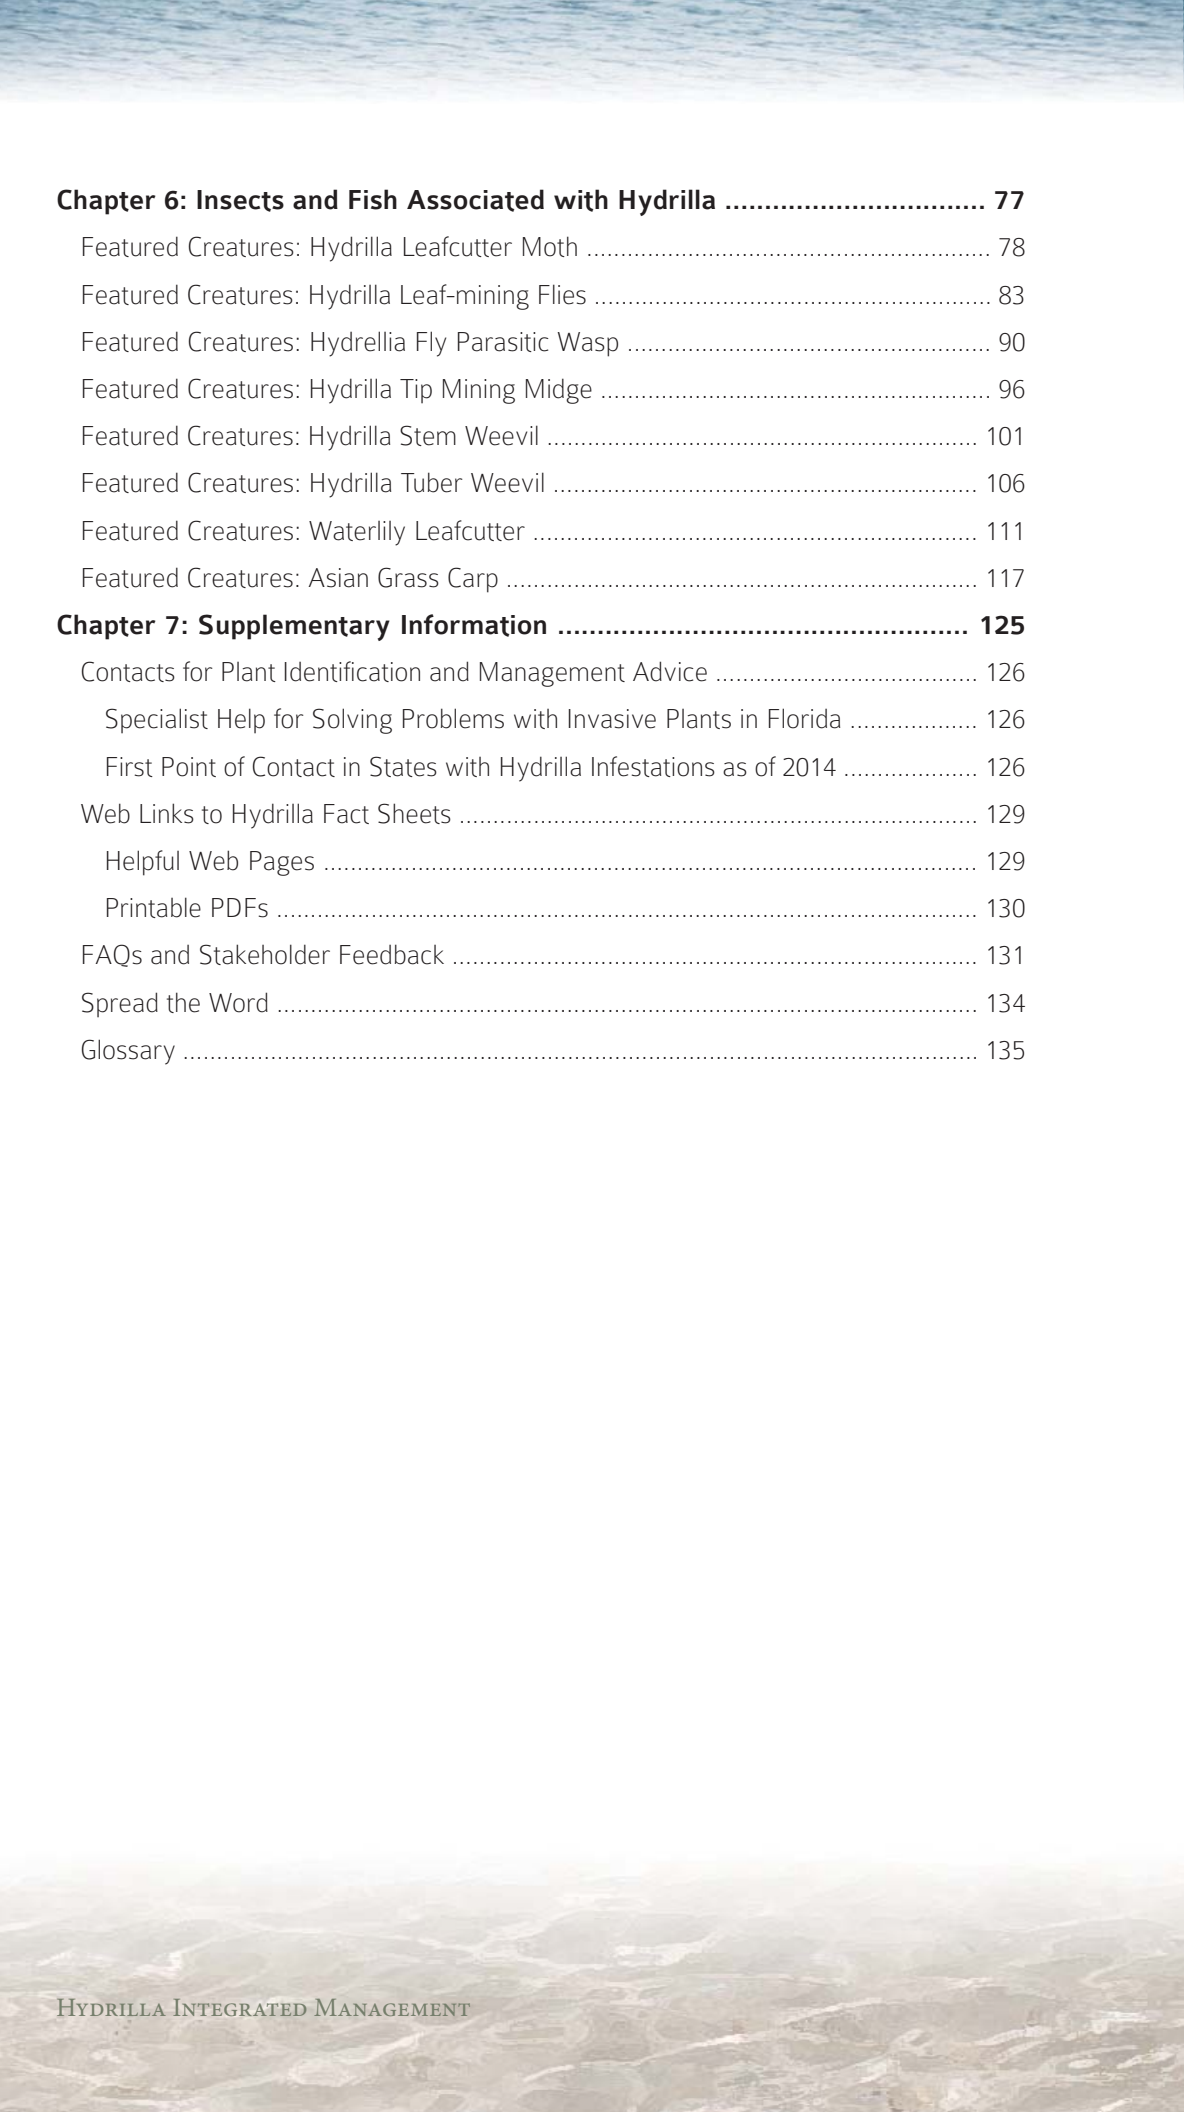 Chapter 6: Insects and Fish Associated with Hydrilla ................................. 77
Featured Creatures: Hydrilla Leafcutter Moth ............................................................ 78
Featured Creatures: Hydrilla Leaf-mining Flies ........................................................... 83
Featured Creatures: Hydrellia Fly Parasitic Wasp ...................................................... 90
Featured Creatures: Hydrilla Tip Mining Midge .......................................................... 96
Featured Creatures: Hydrilla Stem Weevil ................................................................ 101
Featured Creatures: Hydrilla Tuber Weevil ............................................................... 106
Featured Creatures: Waterlily Leafcutter .................................................................. 111
Featured Creatures: Asian Grass Carp ...................................................................... 117
Chapter 7: Supplementary Information .................................................... 125
Contacts for Plant Identification and Management Advice ....................................... 126
Specialist Help for Solving Problems with Invasive Plants in Florida ................... 126
First Point of Contact in States with Hydrilla Infestations as of 2014 .................... 126
Web Links to Hydrilla Fact Sheets ............................................................................. 129
Helpful Web Pages ................................................................................................. 129
Printable PDFs ........................................................................................................ 130
FAQs and Stakeholder Feedback .............................................................................. 131
Spread the Word ........................................................................................................ 134
Glossary ...................................................................................................................... 135
Hydrilla Integrated Management